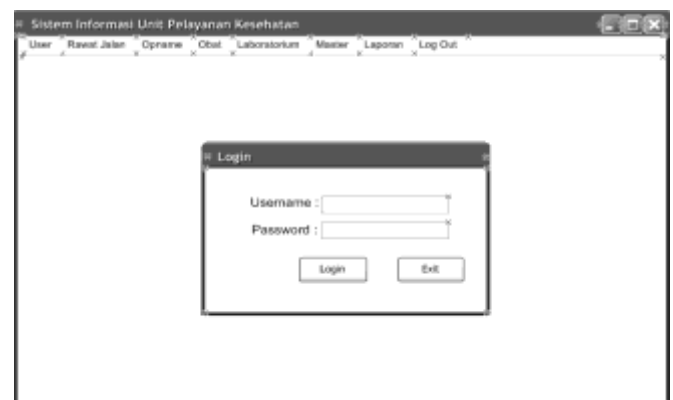 Sistem Informasi Unit Pelayanan Kesehatan
User Rawat Jalan Opname Obat Laboratorium Master Laporan Log Out
Login
Username :
Password :
Login Exit